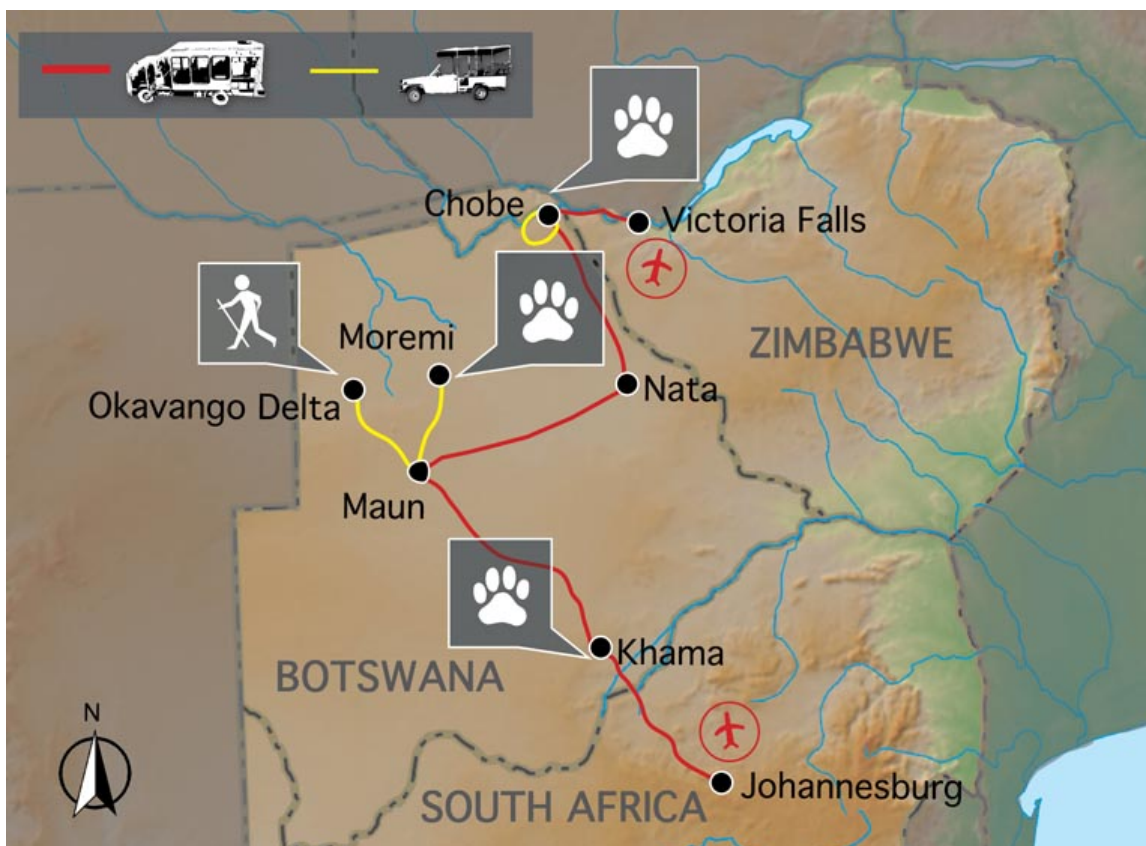 Chobe
Victoria Falls
Moremi
ZIMBABWE
Okavango Delta
Nata
Maun
Khama
BOTSWANA
N
Johannesburg
SOUTH AFRICA